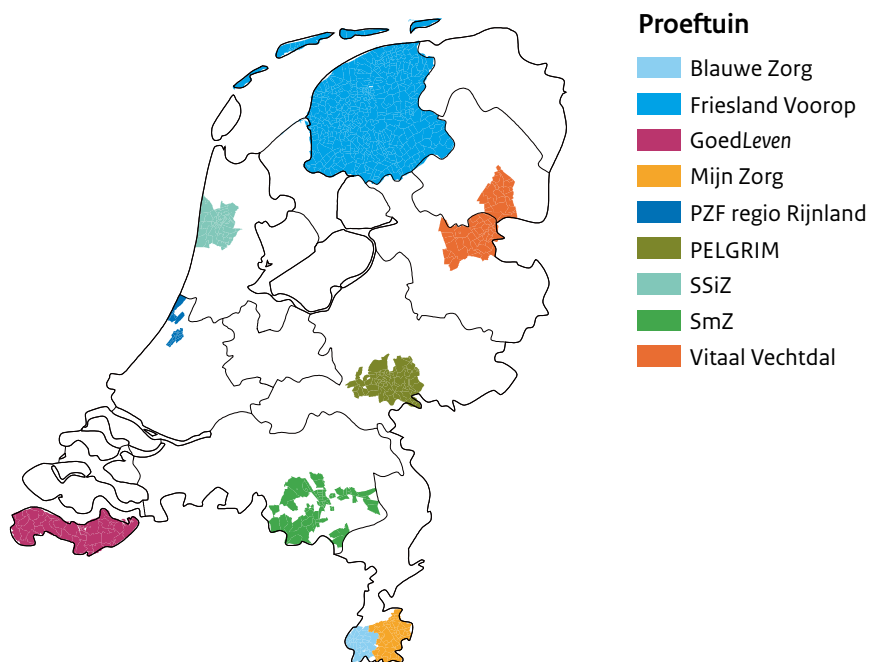 Proeftuin
Blauwe Zorg
Friesland Voorop
GoedLeven
Mijn Zorg
PZF regio Rijnland
PELGRIM
SSiZ
SmZ
Vitaal Vechtdal